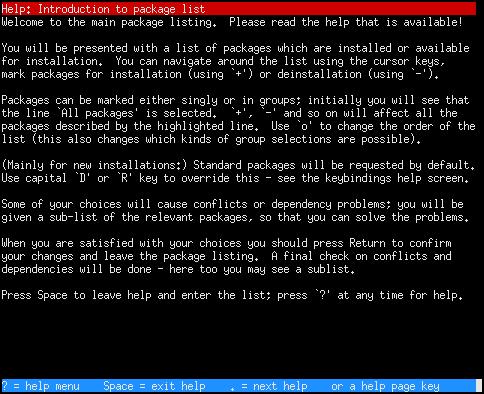 Help: Introduction to package list
Welcome to the main package listing.  Please read the help that is available!
You will be presented with a list of packages which are installed or available
for installation.  You can navigate around the list using the cursor keys,
mark packages for installation (using `+') or deinstallation (using `-').
Packages can be marked either singly or in groups; initially you will see that
the line `All packages' is selected.  `+', `-' and so on will affect all the
packages described by the highlighted line.  Use `o' to change the order of the
list (this also changes which kinds of group selections are possible).
(Mainly for new installations:) Standard packages will be requested by default.
Use capital `D' or `R' key to override this - see the keybindings help screen.
Some of your choices will cause conflicts or dependency problems; you will be
given a sub-list of the relevant packages, so that you can solve the problems.
When you are satisfied with your choices you should press Return to confirm
your changes and leave the package listing.  A final check on conflicts and
dependencies will be done - here too you may see a sublist.
Press Space to leave help and enter the list; press `?' at any time for help.
? = help menu    Space = exit help    . = next help    or a help page key